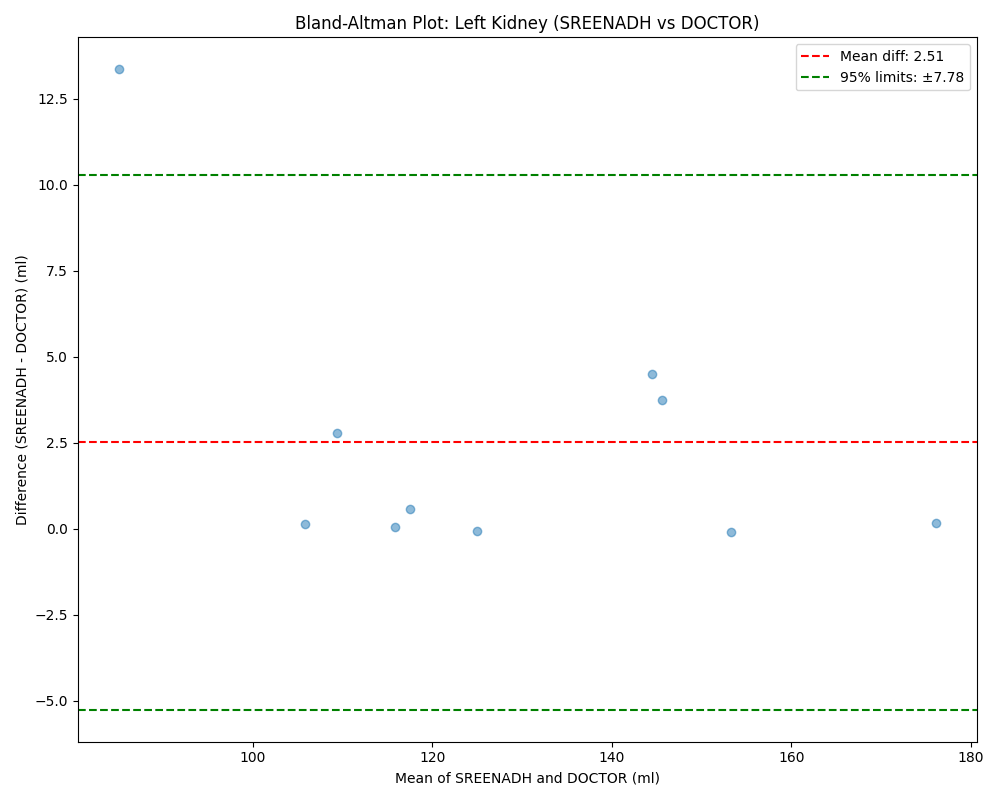 Bland-Altman Plot: Left Kidney (SREENADH vs DOCTOR)
Mean diff: 2.51
95% limits: ±7.78
12.5
10.0
7.5
5.0
2.5
0.0
−2.5
−5.0
Difference (SREENADH - DOCTOR) (ml)
100
120
140
160
180
Mean of SREENADH and DOCTOR (ml)